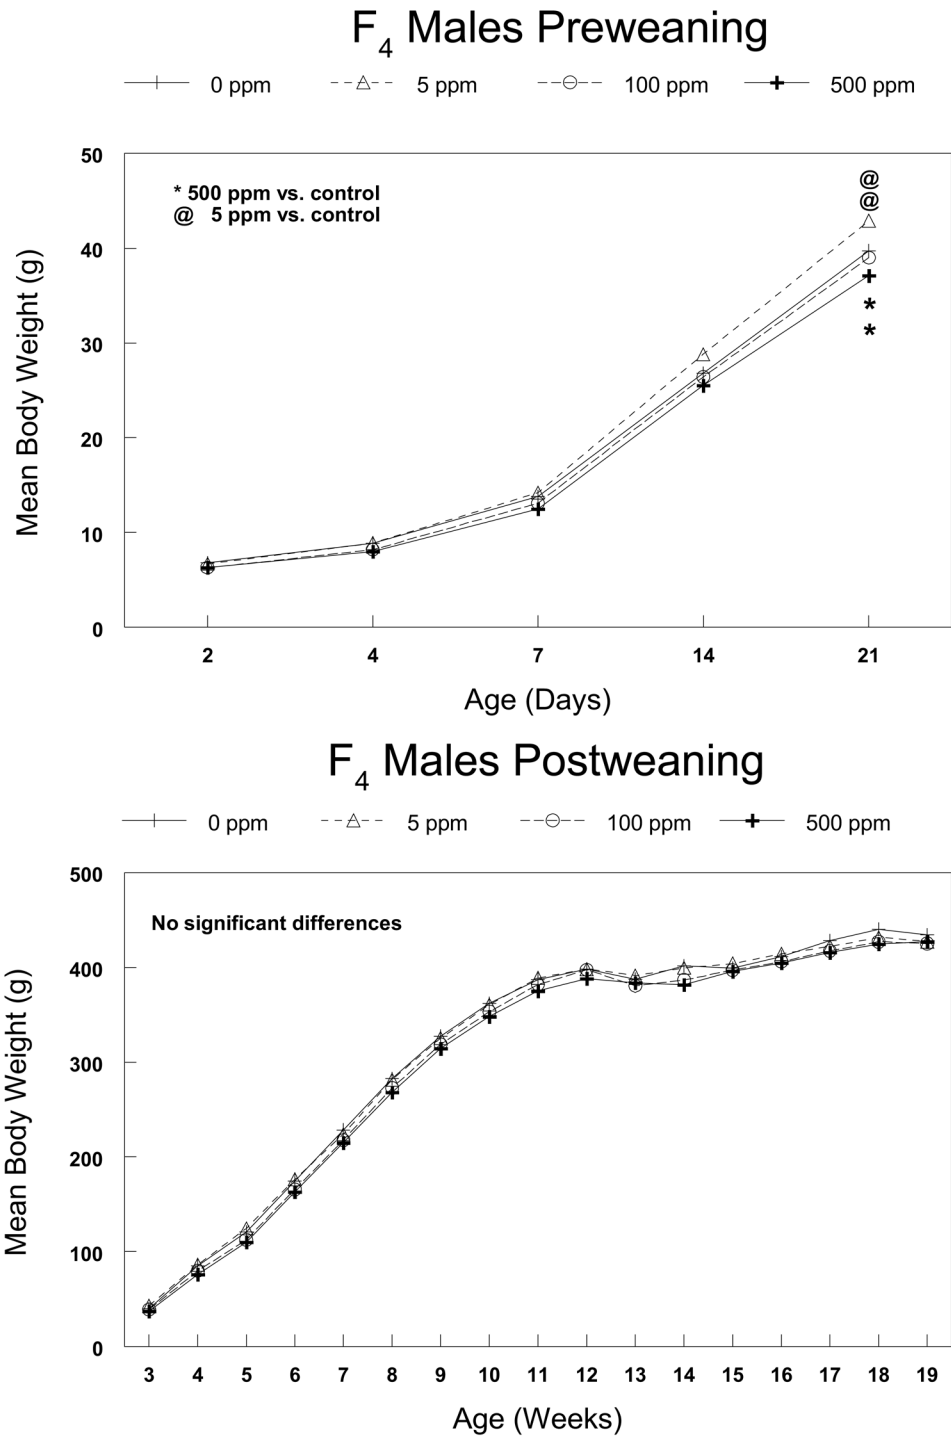 F4 Males Preweaning
0 ppm 5 ppm 100 ppm 500 ppm
50
* 500 ppm vs. control
@ 5 ppm vs. control
@
@
40
*
*
30
20
10
0
2 4 7 14 21
Mean Body Weight (g)
Age (Days)
F4 Males Postweaning
0 ppm 5 ppm 100 ppm 500 ppm
500
No significant differences
400
300
200
100
0
3 4 5 6 7 8 9 10 11 12 13 14 15 16 17 18 19
Mean Body Weight (g)
Age (Weeks)